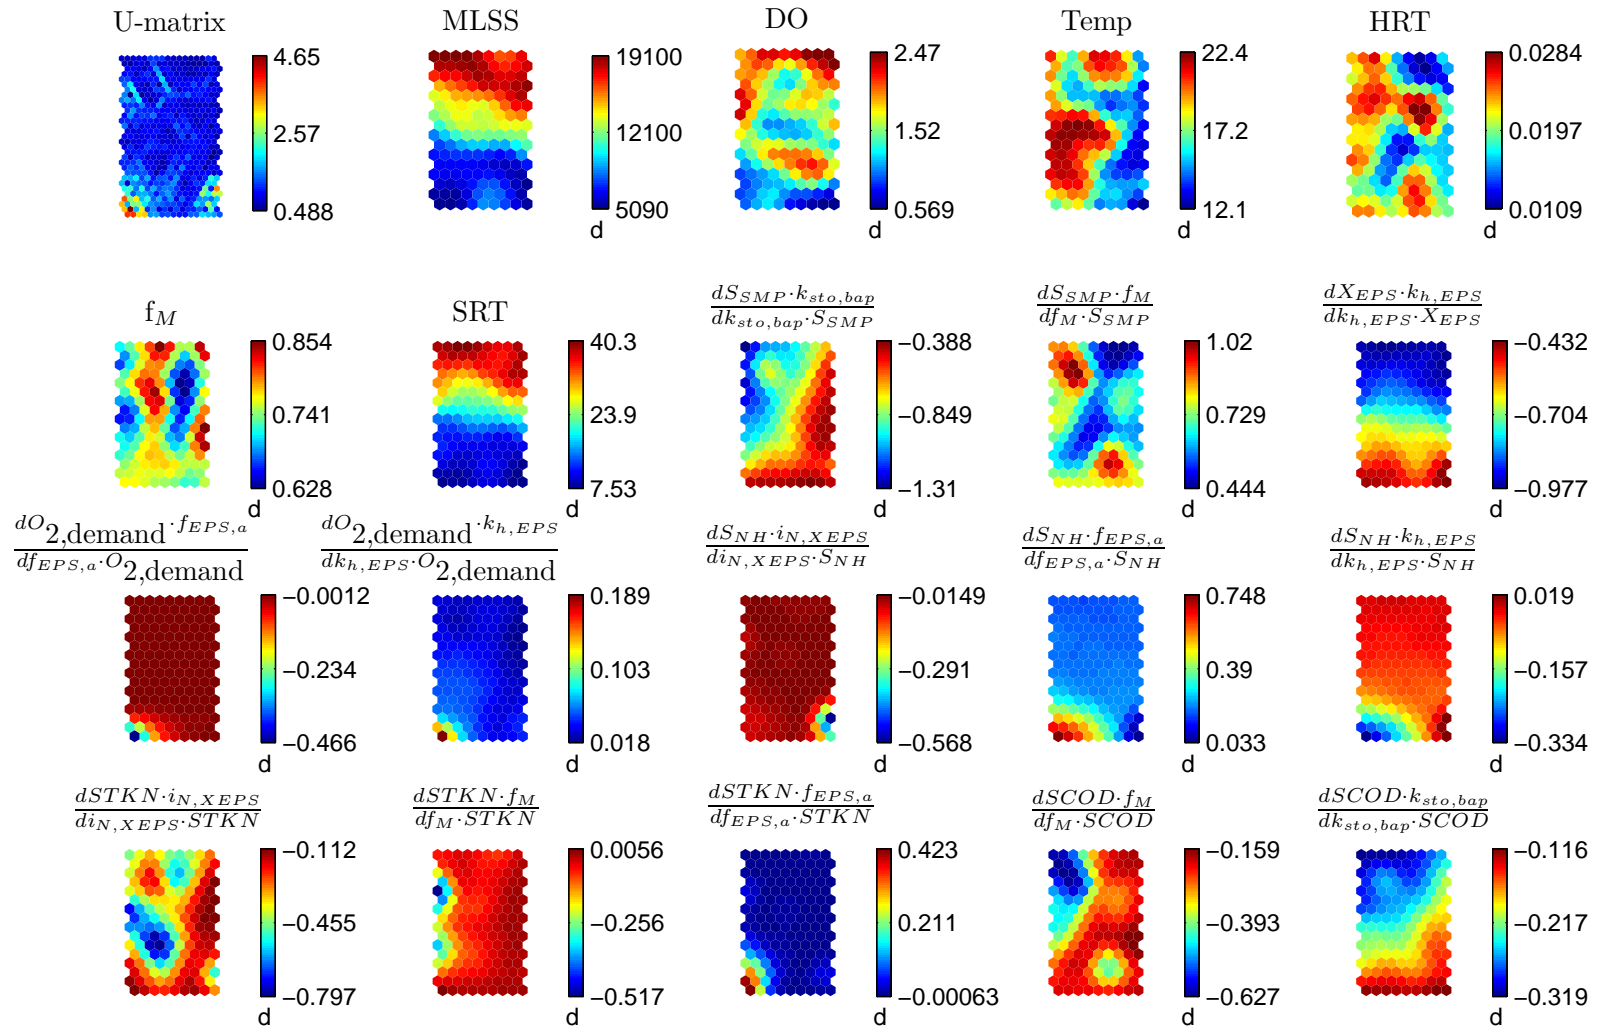 U-matrix
4.65
2.57
0.488
MLSS
19100
12100
5090
d
DO
2.47
1.52
0.569
d
Temp
22.4
17.2
12.1
d
HRT
0.0284
0.0197
0.0109
d
f_M
0.854
0.741
0.628
d
SRT
40.3
23.9
7.53
d
dS_SMP·k_sto,bap
dk_sto,bap·S_SMP
−0.388
−0.849
−1.31
d
dS_SMP·f_M
df_M·S_SMP
1.02
0.729
0.444
d
dX_EPS·k_h,EPS
dk_h,EPS·X_EPS
−0.432
−0.704
−0.977
d
dO_2,demand·f_EPS,a
df_EPS,a·O_2,demand
−0.0012
−0.234
−0.466
d
dO_2,demand·k_h,EPS
dk_h,EPS·O_2,demand
0.189
0.103
0.018
d
dS_NH·i_N,XEPS
di_N,XEPS·S_NH
−0.0149
−0.291
−0.568
d
dS_NH·f_EPS,a
df_EPS,a·S_NH
0.748
0.39
0.033
d
dS_NH·k_h,EPS
dk_h,EPS·S_NH
0.019
−0.157
−0.334
d
dSTKN·i_N,XEPS
di_N,XEPS·STKN
−0.112
−0.455
−0.797
d
dSTKN·f_M
df_M·STKN
0.0056
−0.256
−0.517
d
dSTKN·f_EPS,a
df_EPS,a·STKN
0.423
0.211
−0.00063
d
dSCOD·f_M
df_M·SCOD
−0.159
−0.393
−0.627
d
dSCOD·k_sto,bap
dk_sto,bap·SCOD
−0.116
−0.217
−0.319
d